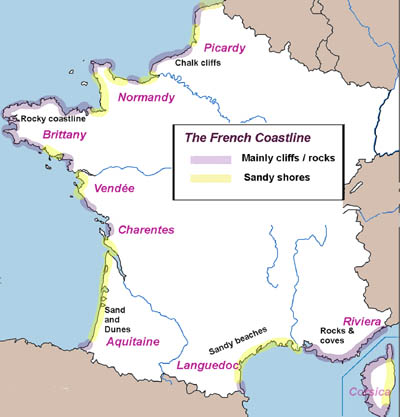 Picardy
Chalk cliffs
Normandy
Rocky coastline
Brittany
The French Coastline
Mainly cliffs / rocks
Sandy shores
Vendée
Charentes
Sand
and
Dunes
Aquitaine
Sandy beaches
Languedoc
Riviera
Rocks &
coves
Corsica